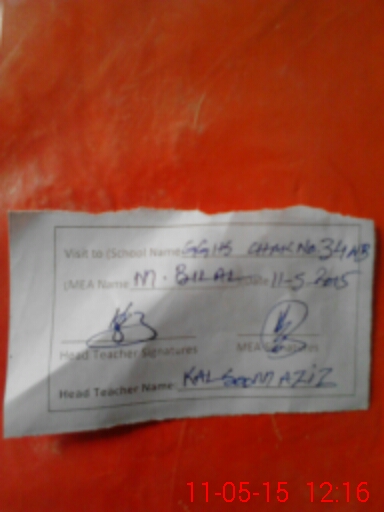 Visit to (School Name GGHS CHAK No. 34 NB
(MEA Name M. BILAL Date 11-5-2015
Head Teacher Signatures MEA Signatures
Head Teacher Name: KALSOOM AZIZ
11-05-15 12:16